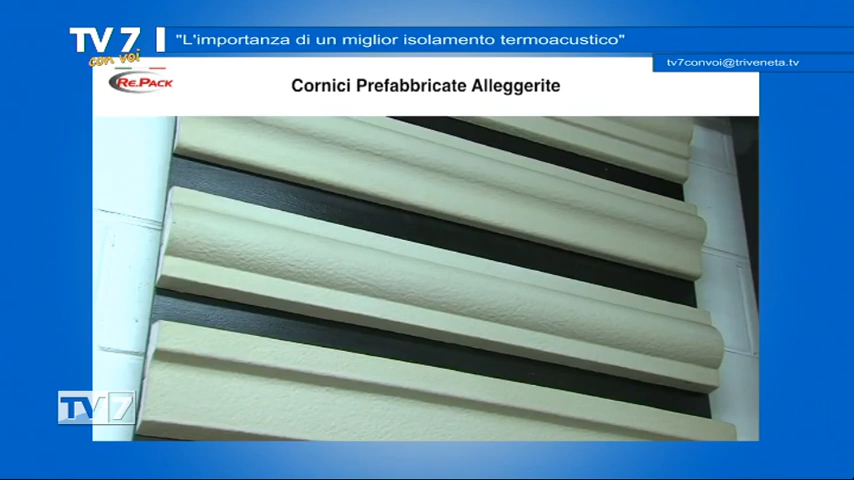 TV 7
con voi
"L'importanza di un miglior isolamento termoacustico"
tv7convoi@triveneta.tv
RE.PACK
Cornici Prefabbricate Alleggerite
TV 7